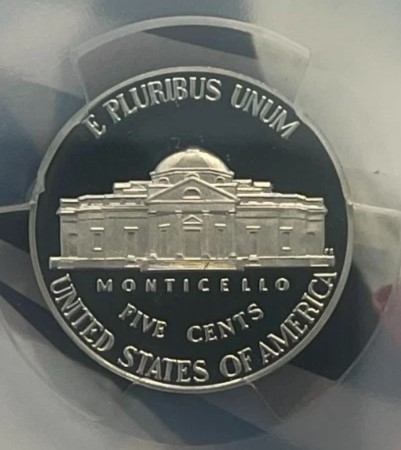 E PLURIBUS UNUM
MONTICELLO
FIVE CENTS
UNITED STATES OF AMERICA